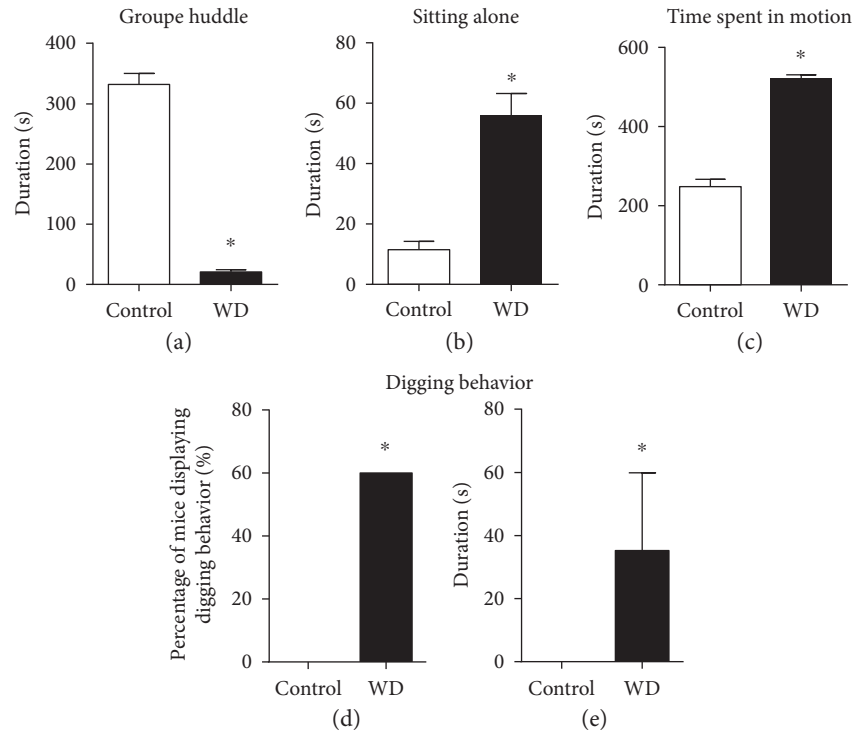 Groupe huddle
Duration (s)
400
300
200
100
0
*
Control WD
(a)
Sitting alone
Duration (s)
80
60
40
20
0
*
Control WD
(b)
Time spent in motion
Duration (s)
600
400
200
0
*
Control WD
(c)
Digging behavior
Percentage of mice displaying
digging behavior (%)
80
60
40
20
0
*
Control WD
(d)
Duration (s)
80
60
40
20
0
*
Control WD
(e)